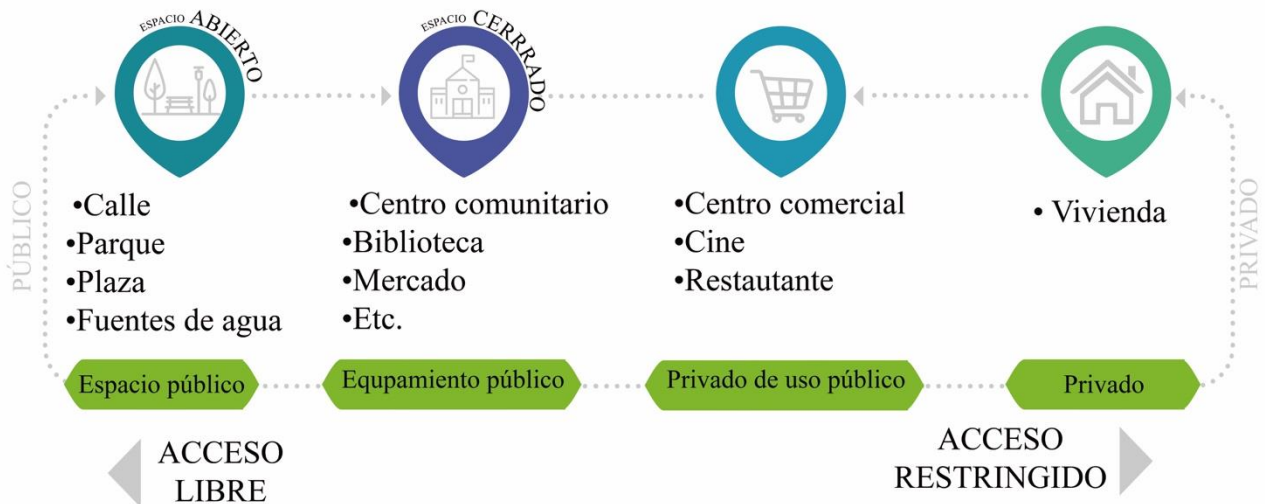 ESPACIO ABIERTO
ESPACIO CERRRADO
PÚBLICO
•Calle
•Parque
•Plaza
•Fuentes de agua
•Centro comunitario
•Biblioteca
•Mercado
•Etc.
•Centro comercial
•Cine
•Restautante
• Vivienda
PRIVADO
Espacio público
Equpamiento público
Privado de uso público
Privado
ACCESO
LIBRE
ACCESO
RESTRINGIDO